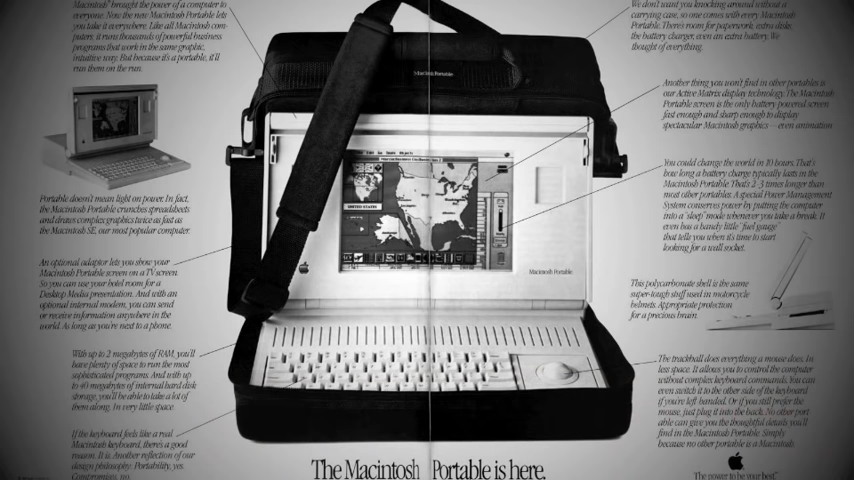 Macintosh® brought the power of a computer to
everyone. Now the new Macintosh Portable lets
you take it everywhere. Like all Macintosh com-
puters, it runs thousands of powerful business
programs that work in the same graphic,
intuitive way. But because it's a portable, it'll
run them on the run.
Portable doesn't mean light on power. In fact,
the Macintosh Portable crunches spreadsheets
and draws complex graphics twice as fast as
the Macintosh SE, our most popular computer.
An optional adaptor lets you show your
Macintosh Portable screen on a TV screen.
So you can use your hotel room for a
Desktop Media presentation. And with an
optional internal modem, you can send
or receive information anywhere in the
world. As long as you're next to a phone.
With up to 2 megabytes of RAM, you'll
have plenty of space to run the most
sophisticated programs. And with up
to 40 megabytes of internal hard disk
storage, you'll be able to take a lot of
them along. In very little space.
If the keyboard feels like a real
Macintosh keyboard, there's a good
reason. It is. Another reflection of our
design philosophy: Portability, yes.
Compromises, no.
Macintosh Portable
UNITED STATES
Macintosh Portable
We don't want you knocking around without a
carrying case, so one comes with every Macintosh
Portable. There's room for paperwork, extra disks,
the battery charger, even an extra battery. We
thought of everything.
Another thing you won't find in other portables is
our Active Matrix display technology. The Macintosh
Portable screen is the only battery-powered screen
fast enough and sharp enough to display
spectacular Macintosh graphics—even animation.
You could change the world in 10 hours. That's
how long a battery charge typically lasts in the
Macintosh Portable. That's 2-3 times longer than
most other portables. A special Power Management
System conserves power by putting the computer
into a "sleep" mode whenever you take a break. It
even has a handy little "fuel gauge"
that tells you when it's time to start
looking for a wall socket.
This polycarbonate shell is the same
super-tough stuff used in motorcycle
helmets. Appropriate protection
for a precious brain.
The trackball does everything a mouse does. In
less space. It allows you to control the computer
without complex keyboard commands. You can
even switch it to the other side of the keyboard
if you're left-handed. Or if you still prefer the
mouse, just plug it into the back. No other port-
able can give you the thoughtful details you'll
find in the Macintosh Portable. Simply
because no other portable is a Macintosh.
The Macintosh Portable is here.
The power to be your best.™